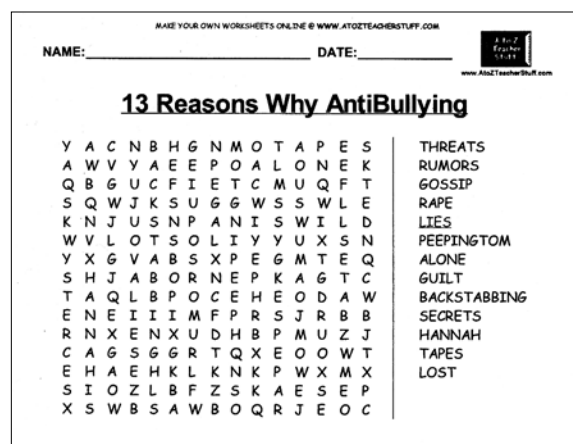 MAKE YOUR OWN WORKSHEETS ONLINE @ WWW.ATOZTEACHERSTUFF.COM
NAME: DATE:
A to Z
Teacher
Stuff
www.AtoZTeacherStuff.com
13 Reasons Why AntiBullying
Y A C N B H G N M O T A P E S THREATS
A W V Y A E E P O A L O N E K RUMORS
Q B G U C F I E T C M U Q F T GOSSIP
S Q W J K S U G G W S S W L E RAPE
K N J U S N P A N I S W I L D LIES
W V L O T S O L I Y Y U X S N PEEPINGTOM
Y X G V A B S X P E G M T E Q ALONE
S H J A B O R N E P K A G T C GUILT
T A Q L B P O C E H E O D A W BACKSTABBING
E N E I I I M F P R S J R B B SECRETS
R N X E N X U D H B P M U Z J HANNAH
C A G S G G R T Q X E O O W T TAPES
E H A E H K L K N K P W X M X LOST
S I O Z L B F Z S K A E S E P
X S W B S A W B O Q R J E O C